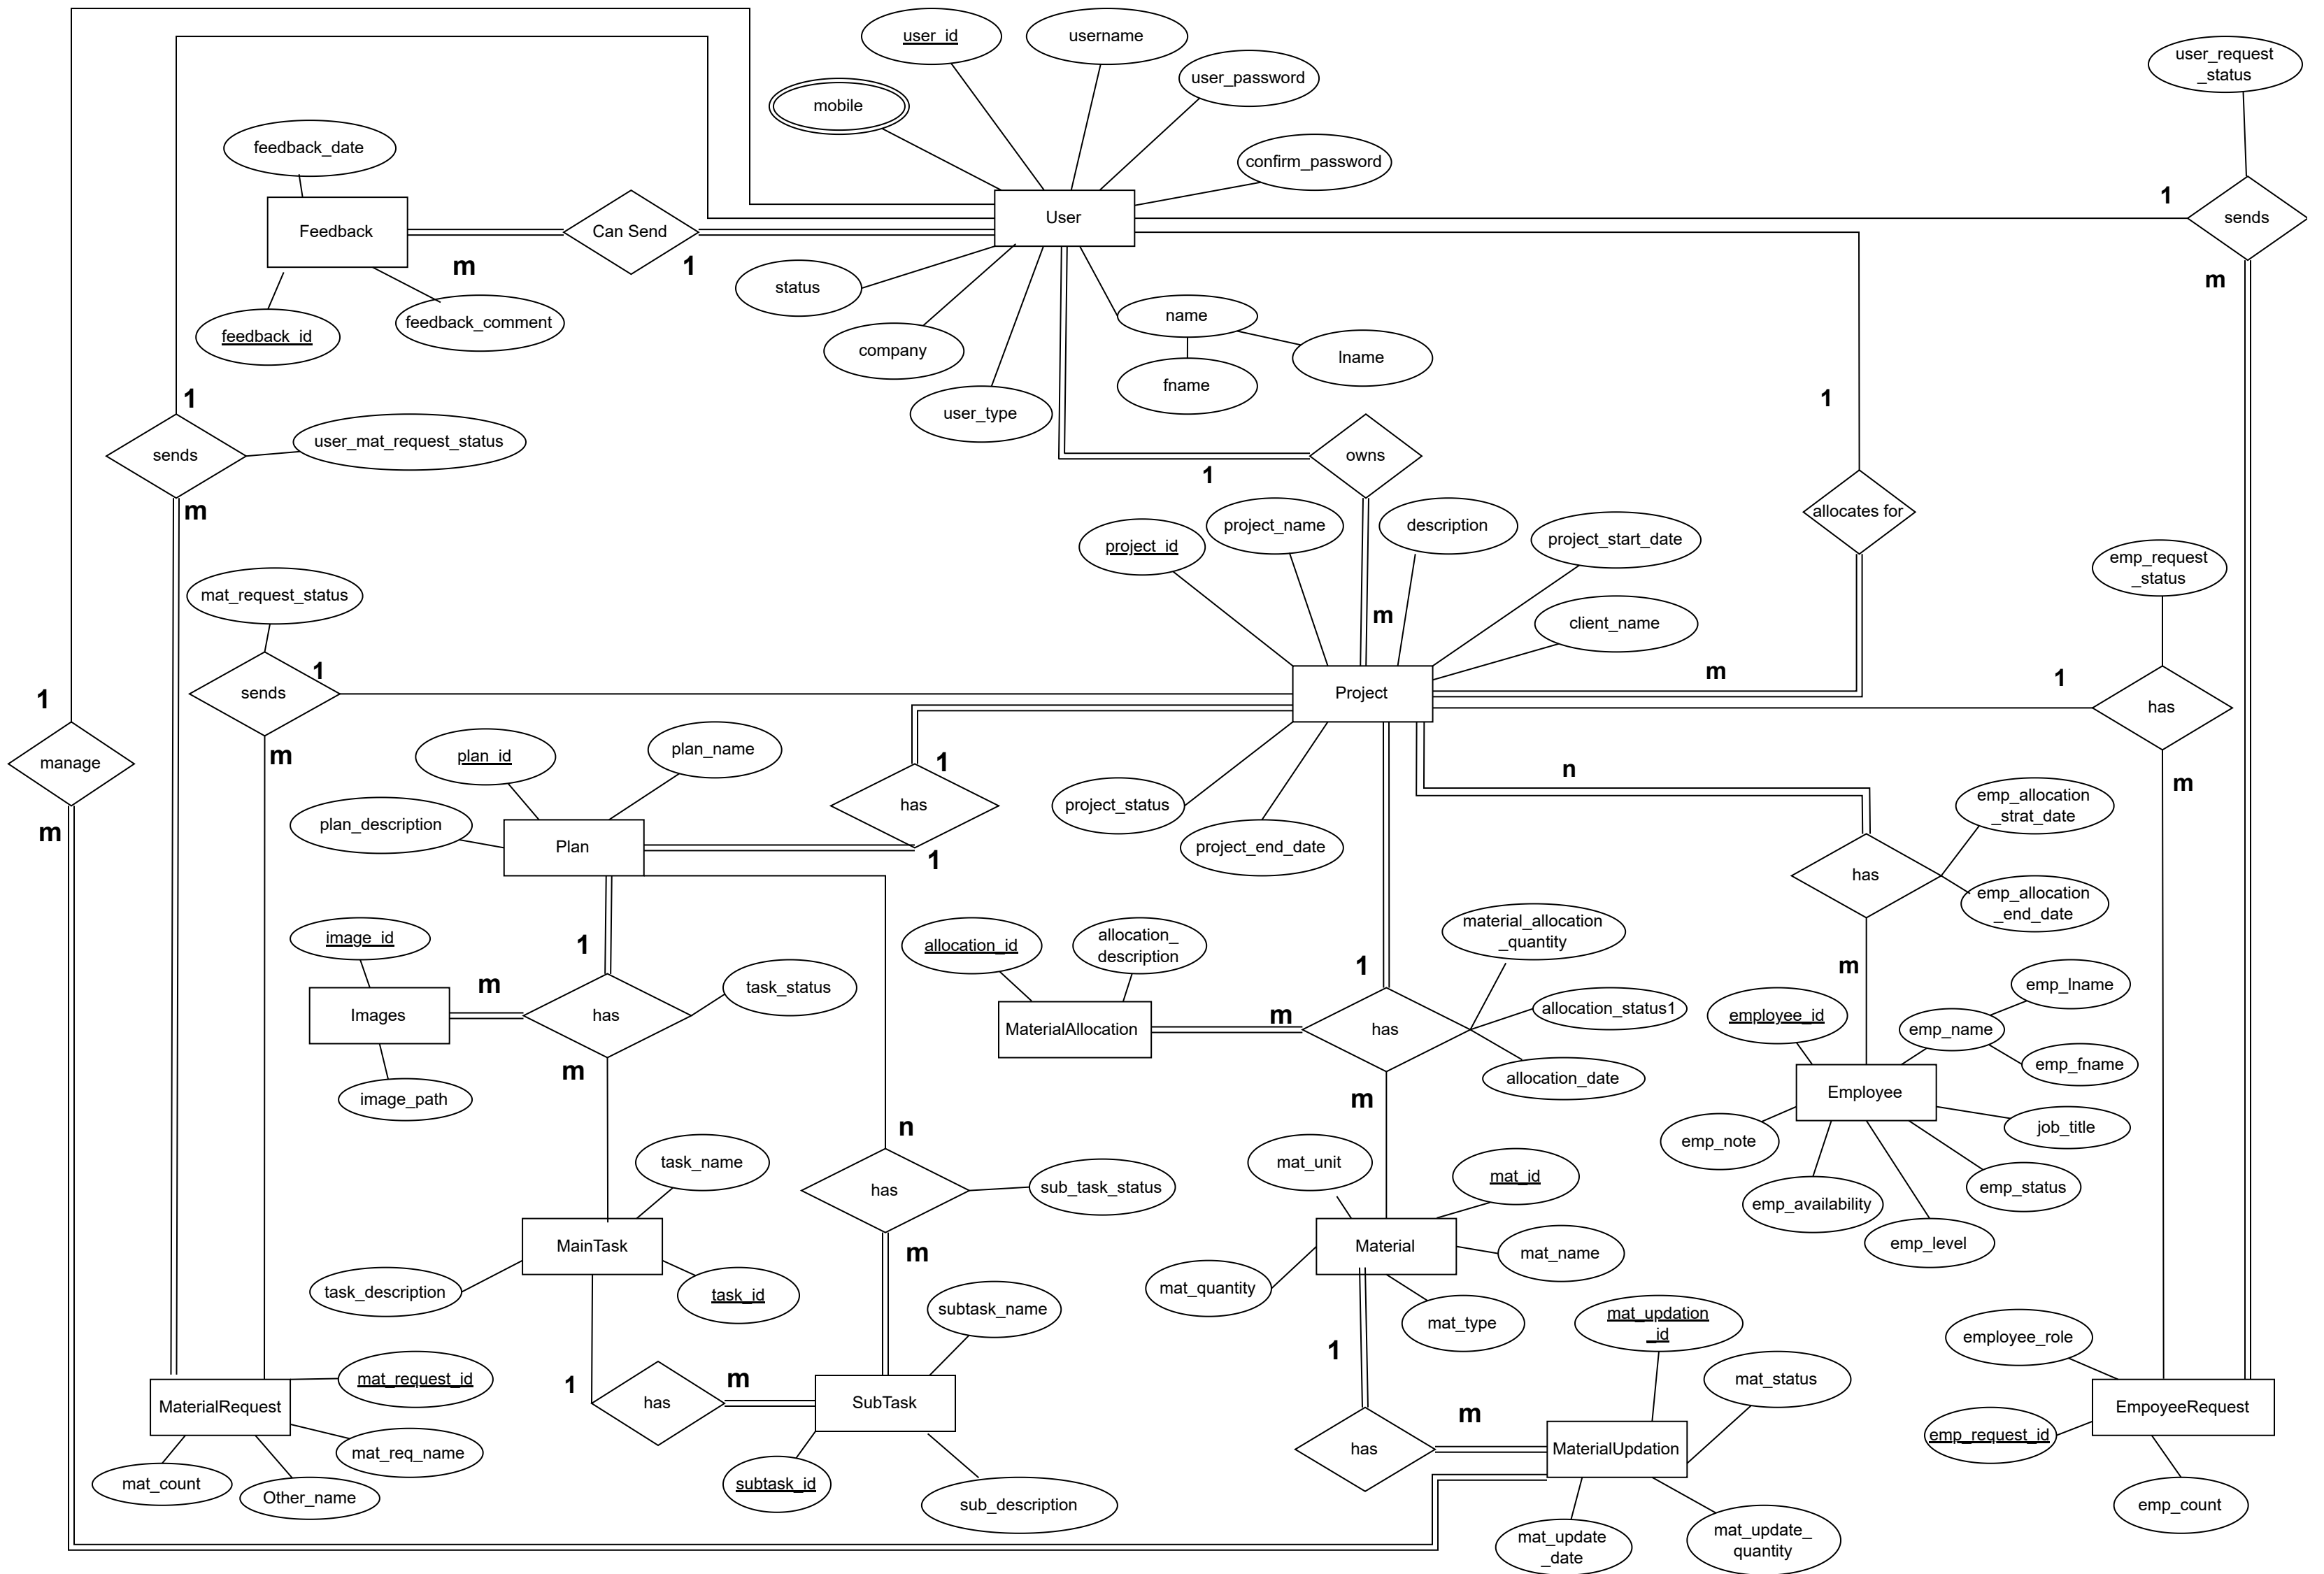 user_id
username
user_request
_status
user_password
mobile
feedback_date
confirm_password
1
sends
User
Feedback
Can Send
m
1
m
status
name
feedback_comment
feedback_id
company
lname
fname
1
1
user_type
user_mat_request_status
sends
owns
1
m
allocates for
project_name
description
project_id
project_start_date
emp_request
_status
mat_request_status
m
client_name
1
m
1
1
sends
Project
has
m
plan_id
plan_name
1
manage
n
m
m
has
project_status
emp_allocation
_strat_date
plan_description
Plan
1
project_end_date
has
emp_allocation
_end_date
image_id
1
allocation_id
allocation_
description
material_allocation
_quantity
1
m
m
task_status
emp_lname
Images
has
m
MaterialAllocation
has
allocation_status1
employee_id
emp_name
m
allocation_date
emp_fname
image_path
m
Employee
n
job_title
emp_note
task_name
mat_unit
mat_id
has
sub_task_status
emp_status
emp_availability
MainTask
m
Material
mat_name
emp_level
task_description
task_id
mat_quantity
subtask_name
mat_type
mat_updation
_id
employee_role
1
mat_request_id
1
m
mat_status
MaterialRequest
has
SubTask
m
EmpoyeeRequest
emp_request_id
mat_req_name
has
MaterialUpdation
mat_count
Other_name
subtask_id
sub_description
emp_count
mat_update
_date
mat_update_
quantity